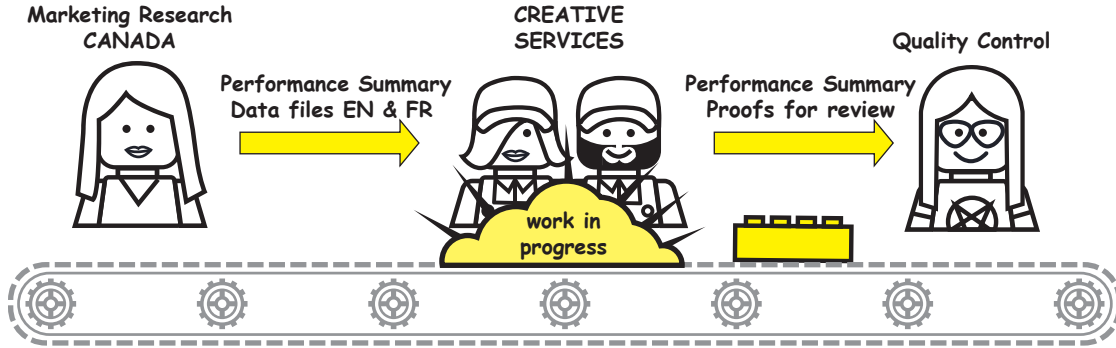 Marketing Research
CANADA
Performance Summary
Data files EN & FR
CREATIVE
SERVICES
work in
progress
Performance Summary
Proofs for review
Quality Control